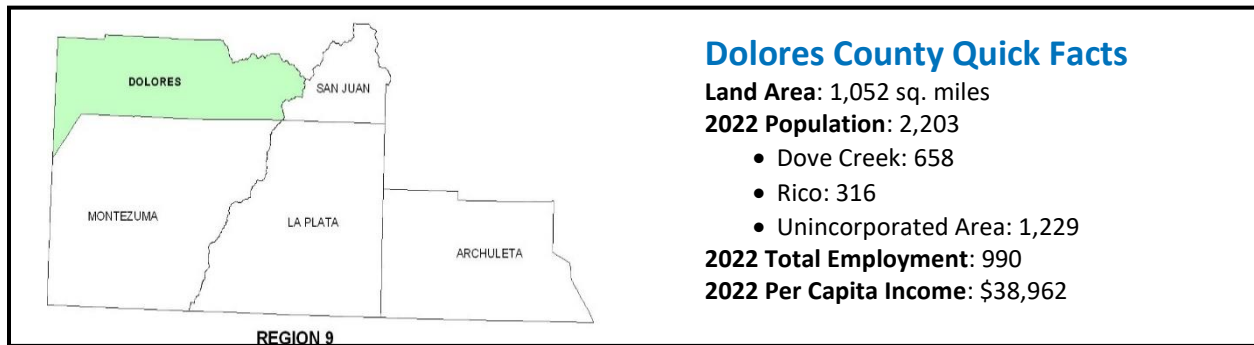 DOLORES
SAN JUAN
MONTEZUMA
LA PLATA
ARCHULETA
REGION 9
Dolores County Quick Facts
Land Area: 1,052 sq. miles
2022 Population: 2,203
• Dove Creek: 658
• Rico: 316
• Unincorporated Area: 1,229
2022 Total Employment: 990
2022 Per Capita Income: $38,962